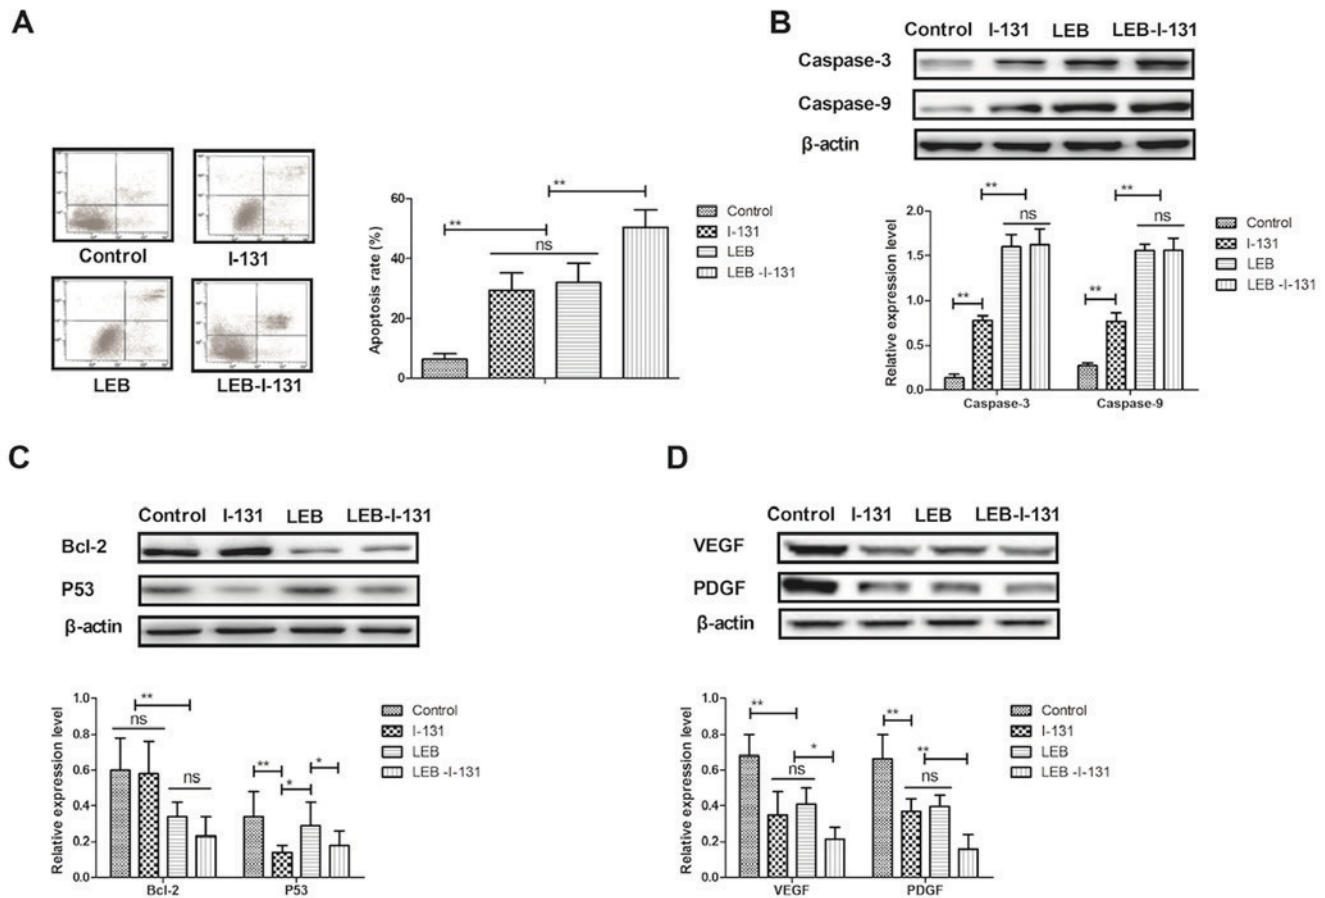 A
Control
I-131
LEB
LEB-I-131
Apoptosis rate (%)
60
40
20
0
**
**
ns
Control
I-131
LEB
LEB -I-131
B
Control I-131 LEB LEB-I-131
Caspase-3
Caspase-9
β-actin
Relative expression level
2.0
1.5
1.0
0.5
0.0
** **
ns ns
** **
Caspase-3 Caspase-9
Control
I-131
LEB
LEB -I-131
C
Control I-131 LEB LEB-I-131
Bcl-2
P53
β-actin
Relative expression level
1.0
0.8
0.6
0.4
0.2
0.0
**
ns
ns
** *
*
Bcl-2 P53
Control
I-131
LEB
LEB -I-131
D
Control I-131 LEB LEB-I-131
VEGF
PDGF
β-actin
Relative expression level
1.0
0.8
0.6
0.4
0.2
0.0
** **
* **
ns ns
VEGF PDGF
Control
I-131
LEB
LEB -I-131